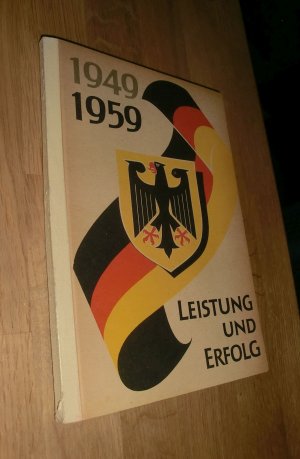 1949
1959
LEISTUNG
UND
ERFOLG